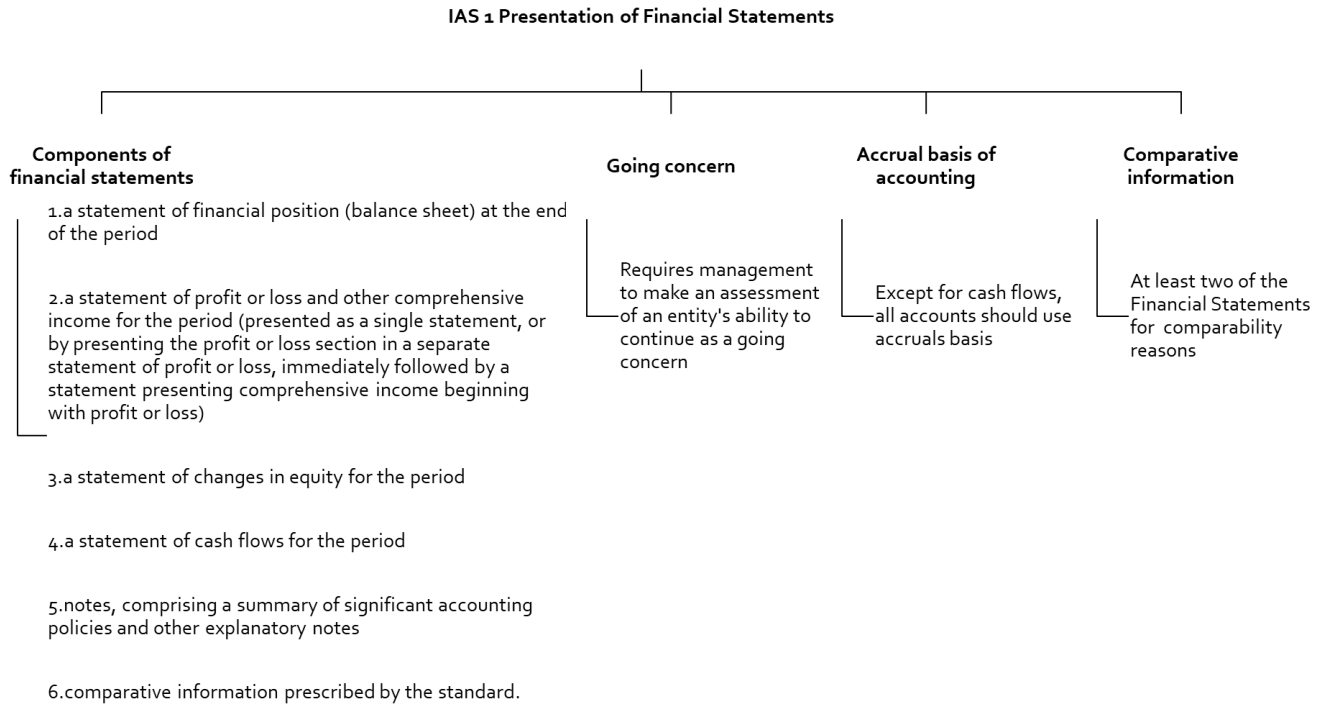 IAS 1 Presentation of Financial Statements
Components of
financial statements
1.a statement of financial position (balance sheet) at the end
of the period
2.a statement of profit or loss and other comprehensive
income for the period (presented as a single statement, or
by presenting the profit or loss section in a separate
statement of profit or loss, immediately followed by a
statement presenting comprehensive income beginning
with profit or loss)
3.a statement of changes in equity for the period
4.a statement of cash flows for the period
5.notes, comprising a summary of significant accounting
policies and other explanatory notes
6.comparative information prescribed by the standard.
Going concern
Requires management
to make an assessment
of an entity's ability to
continue as a going
concern
Accrual basis of
accounting
Except for cash flows,
all accounts should use
accruals basis
Comparative
information
At least two of the
Financial Statements
for comparability
reasons